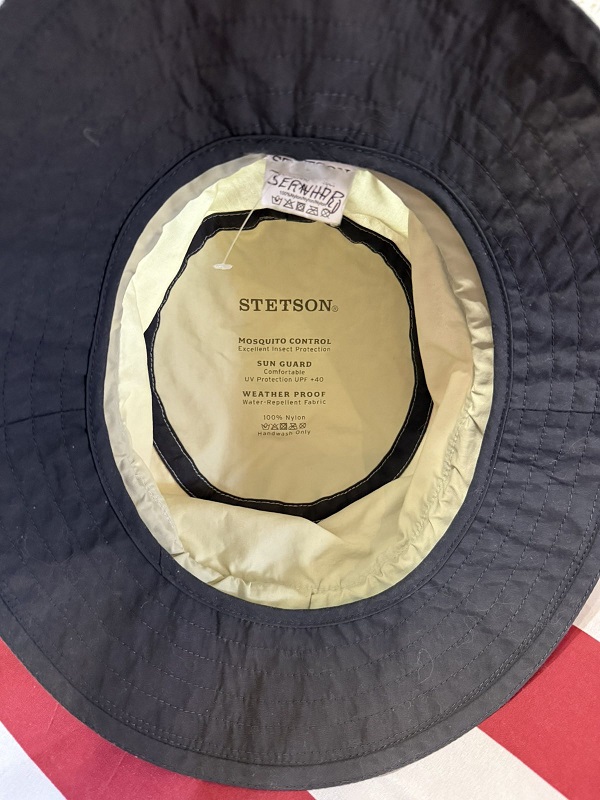 BERNHARD
STETSON®
MOSQUITO CONTROL
Excellent Insect Protection
SUN GUARD
Comfortable
UV Protection UPF +40
WEATHER PROOF
Water-Repellent Fabric
100% Nylon
Handwash Only